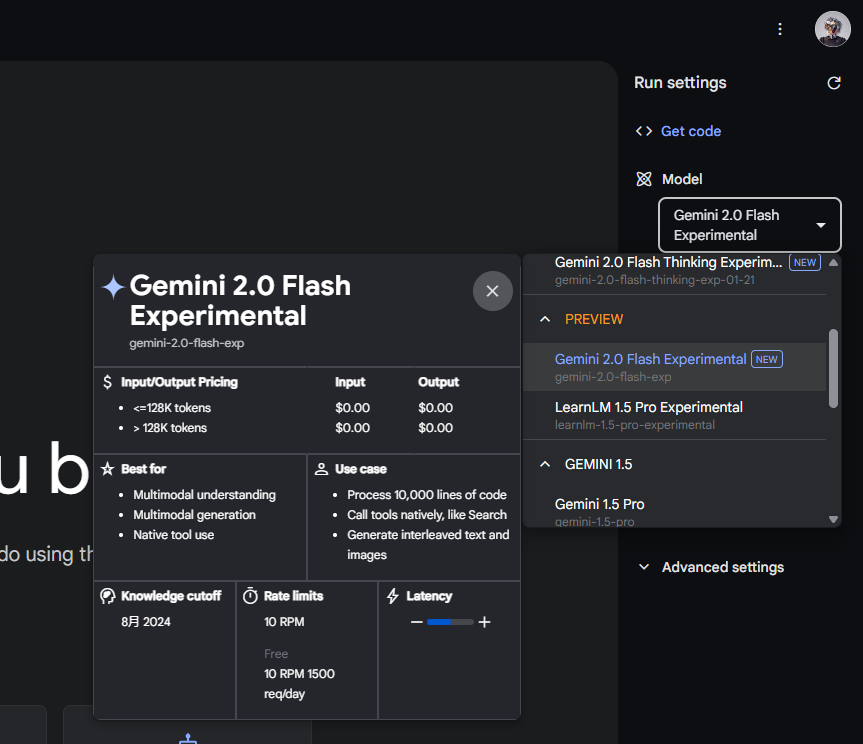 Run settings
Get code
Model
Gemini 2.0 Flash
Experimental
Gemini 2.0 Flash Thinking Experim... NEW
gemini-2.0-flash-thinking-exp-01-21
PREVIEW
Gemini 2.0 Flash Experimental NEW
gemini-2.0-flash-exp
LearnLM 1.5 Pro Experimental
learnlm-1.5-pro-experimental
GEMINI 1.5
Gemini 1.5 Pro
gemini-1.5-pro
Advanced settings
Gemini 2.0 Flash
Experimental
gemini-2.0-flash-exp
Input/Output Pricing Input Output
• <=128K tokens $0.00 $0.00
• > 128K tokens $0.00 $0.00
Best for
• Multimodal understanding
• Multimodal generation
• Native tool use
Use case
• Process 10,000 lines of code
• Call tools natively, like Search
• Generate interleaved text and
images
Knowledge cutoff
8月 2024
Rate limits
10 RPM
Free
10 RPM 1500
req/day
Latency
u b
do using th